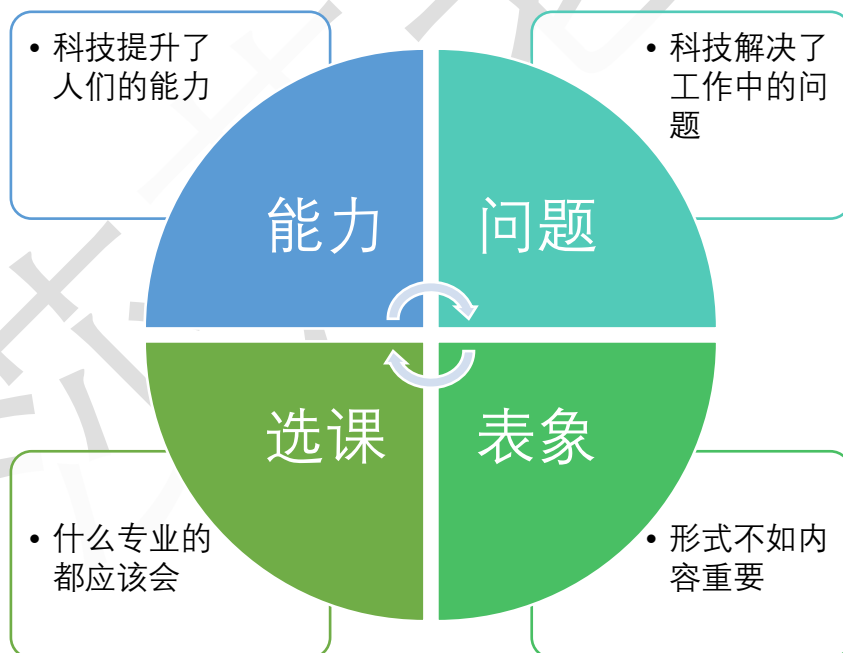 • 科技提升了
人们的能力
• 科技解决了
工作中的问
题
能力
问题
选课
表象
• 什么专业的
都应该会
• 形式不如内
容重要